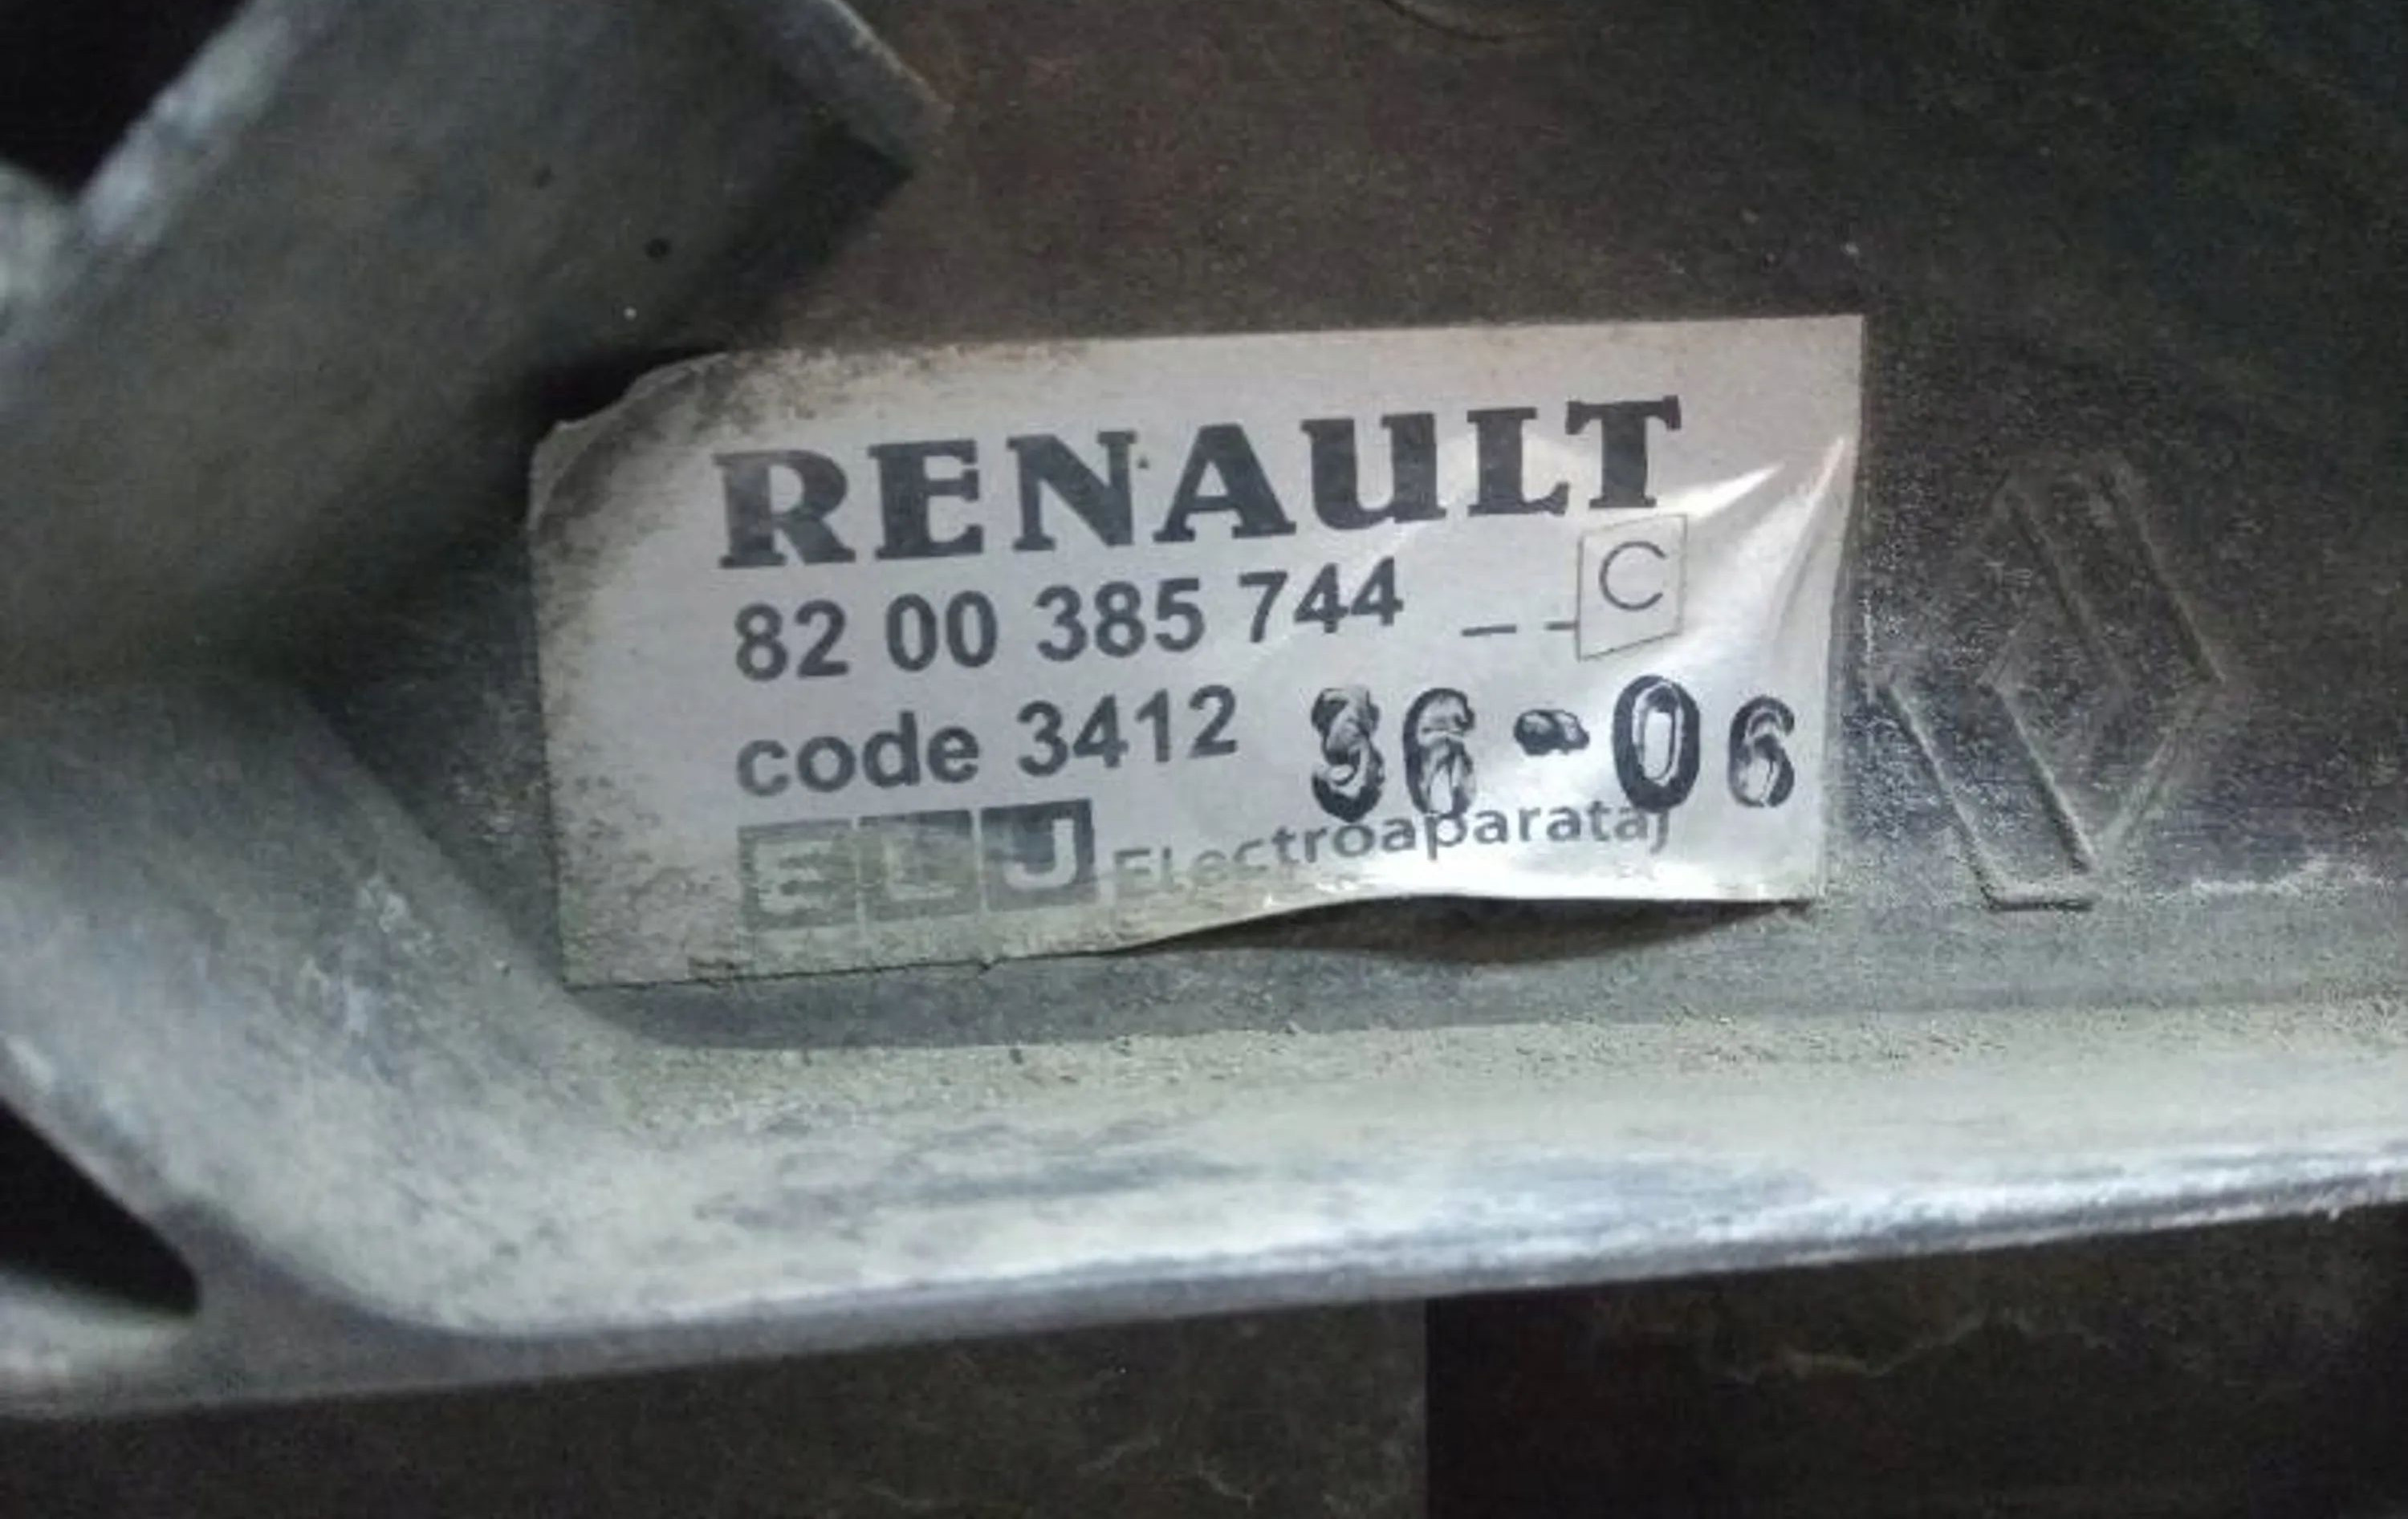 RENAULT
82 00 385 744 _ _ C
code 3412 36-06
ELJ Electroaparataj